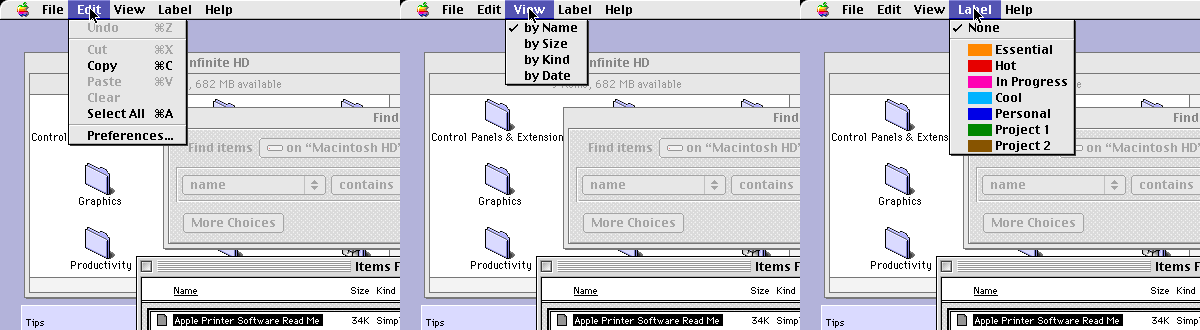 File Edit View Label Help
Undo ⌘Z
Cut ⌘X
Copy ⌘C
Paste ⌘V
Clear
Select All ⌘A
Preferences...
nfinite HD
, 682 MB available
Control
Find
Find items on “Macintosh HD”
name contains
Graphics
More Choices
Productivity
Items F
Name Size Kind
Apple Printer Software Read Me 34K Simp
Tips
File Edit View Label Help
✓ by Name
by Size
by Kind
by Date
nfinite HD
682 MB available
Control Panels & Extension
Find
Find items on “Macintosh HD”
name contains
Graphics
More Choices
Productivity
Items F
Name Size Kind
Apple Printer Software Read Me 34K Simp
Tips
File Edit View Label Help
✓ None
Essential
Hot
In Progress
Cool
Personal
Project 1
Project 2
Control Panels & Extens
Find
Find items on “Macintosh HD”
name contains
Graphics
More Choices
Productivity
Items F
Name Size Kind
Apple Printer Software Read Me 34K Simp
Tips